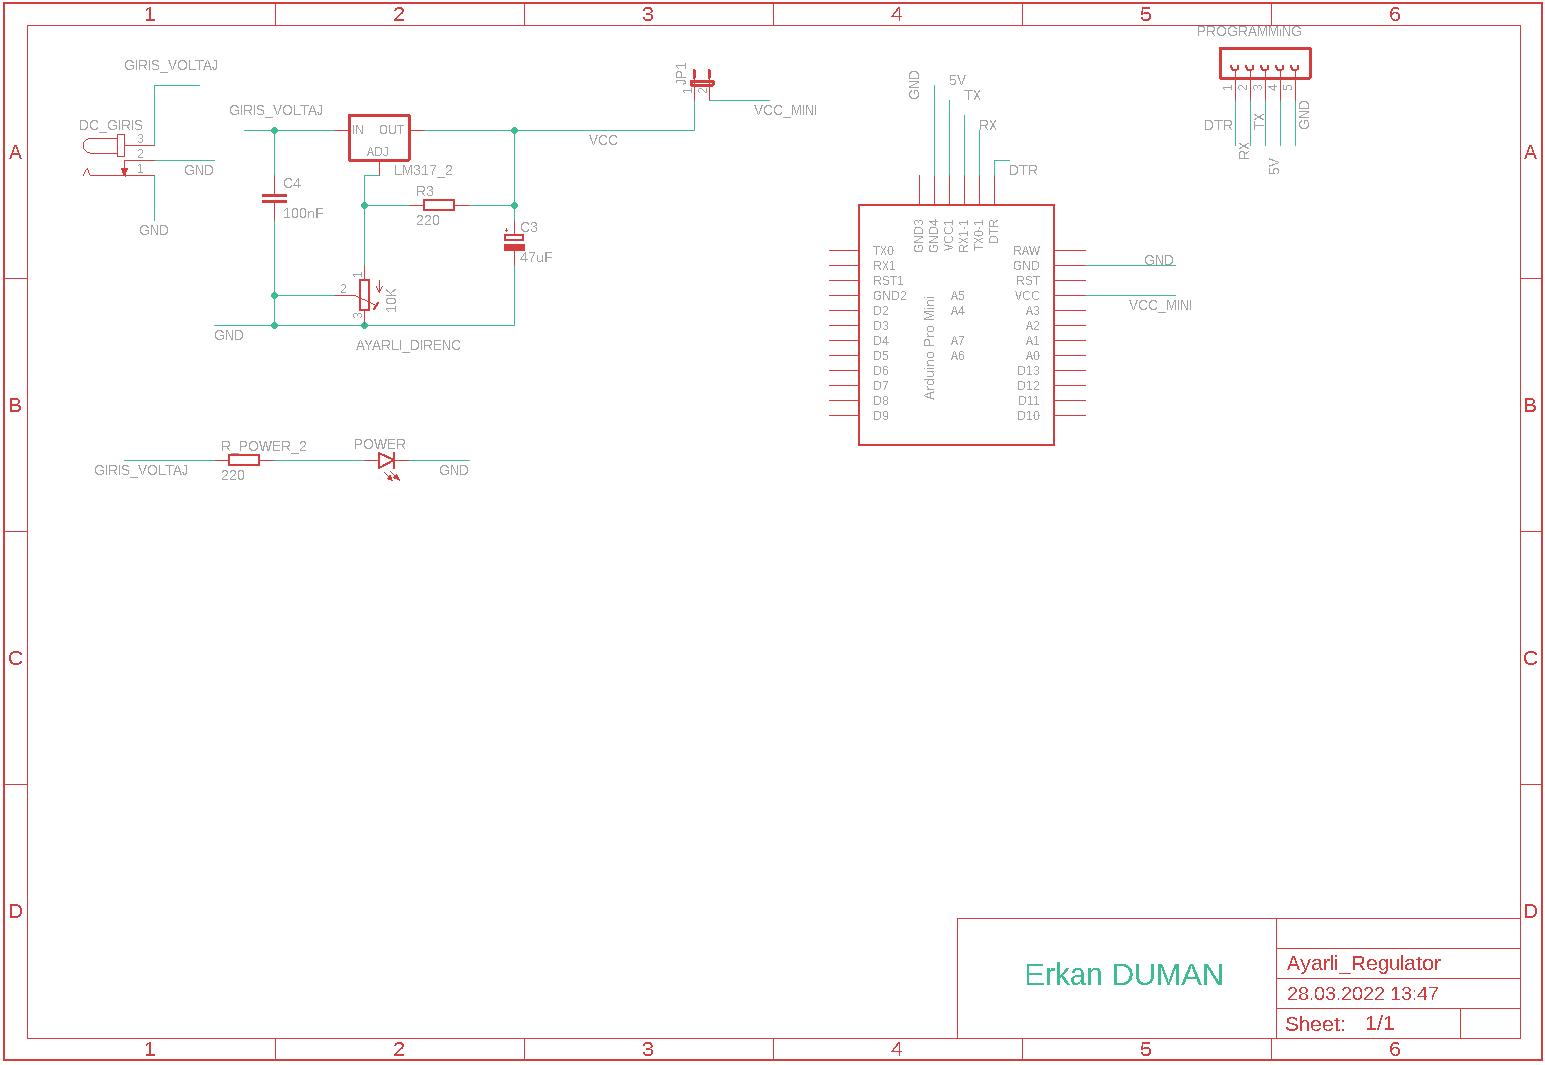 1 2 3 4 5 6
A
B
C
D
A
B
C
D
1 2 3 4 5 6
GIRIS_VOLTAJ
DC_GIRIS
3
2
1
GND
GND
GIRIS_VOLTAJ
IN OUT
ADJ
LM317_2
C4
100nF
R3
220
C3
47uF
1
2
3
10K
AYARLI_DIRENC
GND
VCC
JP1
1
2
VCC_MINI
R_POWER_2
220
GIRIS_VOLTAJ
POWER
GND
GND
5V
TX
RX
DTR
GND3
GND4
VCC1
RX1-1
TX0-1
DTR
TX0
RX1
RST1
GND2
D2
D3
D4
D5
D6
D7
D8
D9
Arduino Pro Mini
A5
A4
A7
A6
RAW
GND
RST
VCC
A3
A2
A1
A0
D13
D12
D11
D10
GND
VCC_MINI
PROGRAMMiNG
1
2
3
4
5
DTR
RX
TX
5V
GND
Erkan DUMAN
Ayarli_Regulator
28.03.2022 13:47
Sheet: 1/1